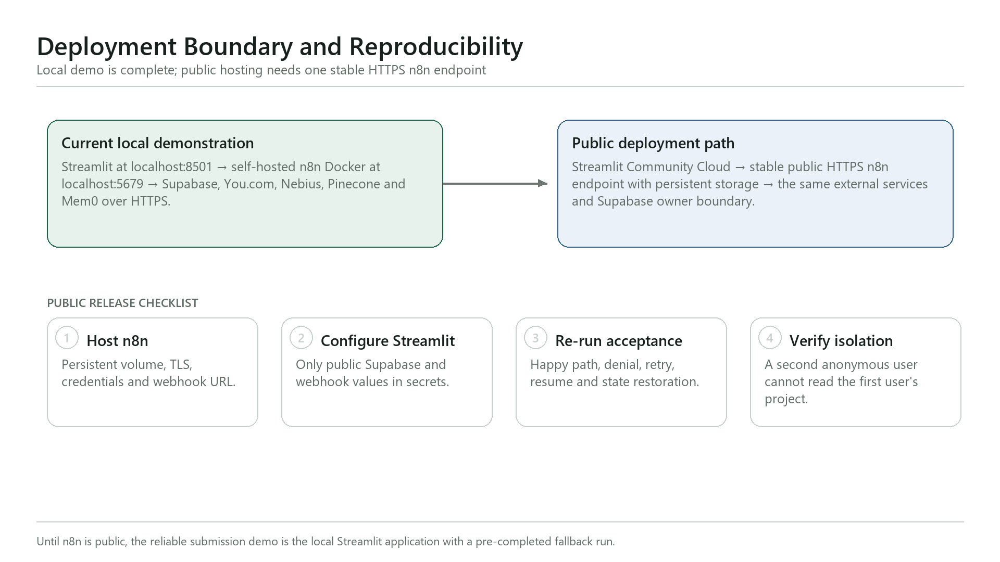 Deployment Boundary and Reproducibility
Local demo is complete; public hosting needs one stable HTTPS n8n endpoint
Current local demonstration
Streamlit at localhost:8501 → self-hosted n8n Docker at
localhost:5679 → Supabase, You.com, Nebius, Pinecone and
Mem0 over HTTPS.
Public deployment path
Streamlit Community Cloud → stable public HTTPS n8n
endpoint with persistent storage → the same external services
and Supabase owner boundary.
PUBLIC RELEASE CHECKLIST
1 Host n8n
Persistent volume, TLS,
credentials and webhook URL.
2 Configure Streamlit
Only public Supabase and
webhook values in secrets.
3 Re-run acceptance
Happy path, denial, retry,
resume and state restoration.
4 Verify isolation
A second anonymous user
cannot read the first user's
project.
Until n8n is public, the reliable submission demo is the local Streamlit application with a pre-completed fallback run.